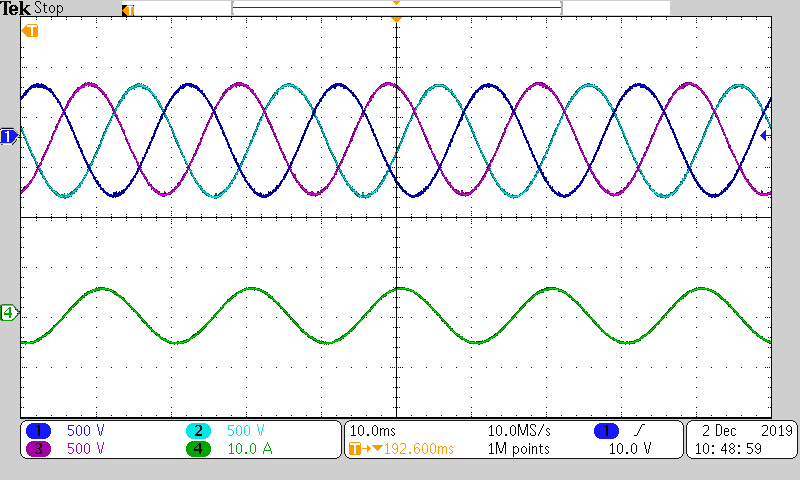 Tek Stop
T
T
1
4
1 500 V 2 500 V 10.0ms 10.0MS/s 1 2 Dec 2019
3 500 V 4 10.0 A T→▼192.600ms 1M points 10.0 V 10:48:59